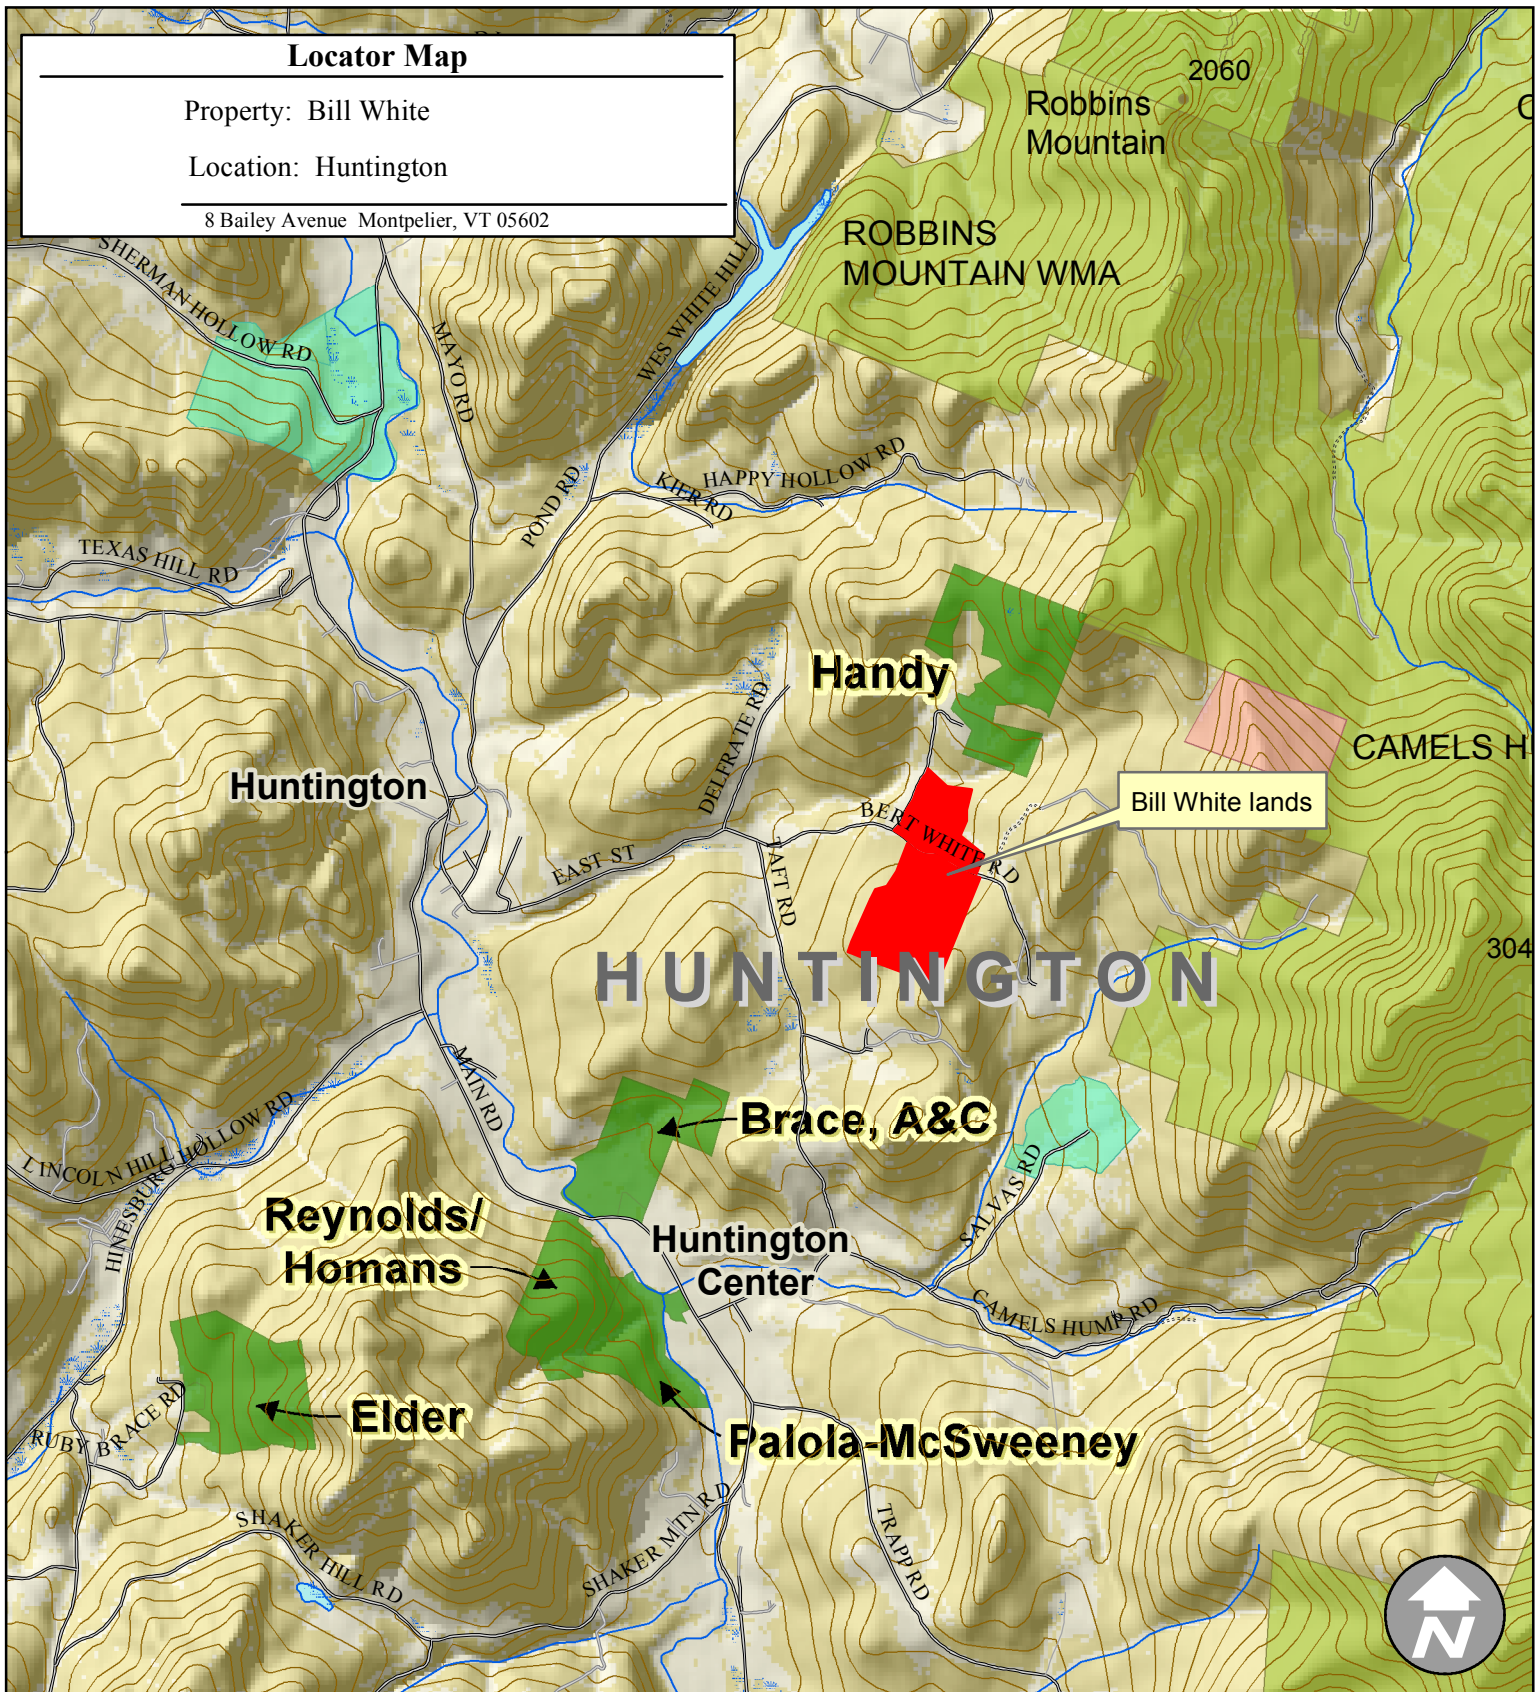 Locator Map
Property: Bill White
Location: Huntington
8 Bailey Avenue Montpelier, VT 05602
2060
Robbins
Mountain
ROBBINS
MOUNTAIN WMA
SHERMAN HOLLOW RD
MAYO RD
WES WHITE HILL
HAPPY HOLLOW RD
KIER RD
POND RD
TEXAS HILL RD
Handy
DELFRATE RD
CAMELS H
Huntington
Bill White lands
BERT WHITE RD
EAST ST
TAFT RD
304
HUNTINGTON
MAIN RD
LINCOLN HILL
HINESBURG HOLLOW RD
Brace, A&C
SALVAS RD
Reynolds/
Homans
Huntington
Center
CAMELS HUMP RD
Elder
RUBY BRACE RD
Palola-McSweeney
SHAKER HILL RD
SHAKER MTN RD
TRAPP RD
N